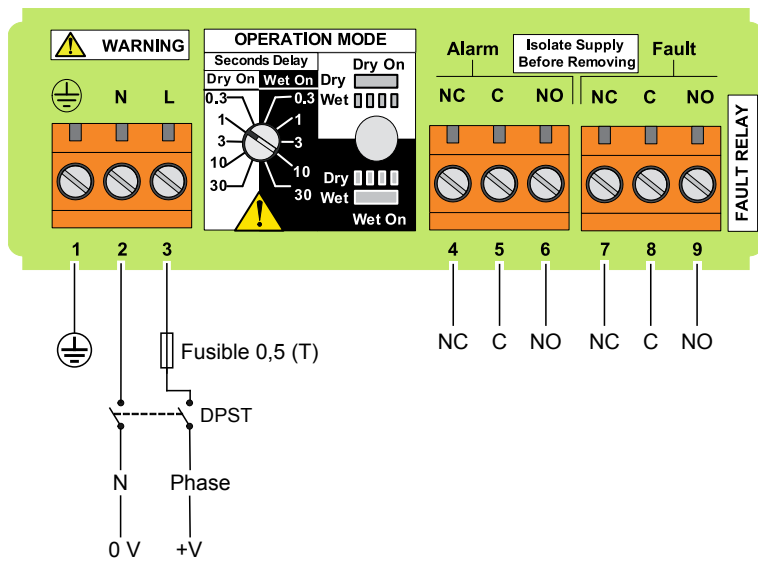 WARNING
N L
OPERATION MODE
Seconds Delay
Dry On Wet On
0.3 0.3
1 1
3 3
10 10
30 30
Dry On
Dry
Wet
Dry
Wet
Wet On
Alarm
Isolate Supply
Before Removing
Fault
NC C NO NC C NO
FAULT RELAY
1 2 3 4 5 6 7 8 9
NC C NO NC C NO
Fusible 0,5 (T)
DPST
N Phase
0 V +V